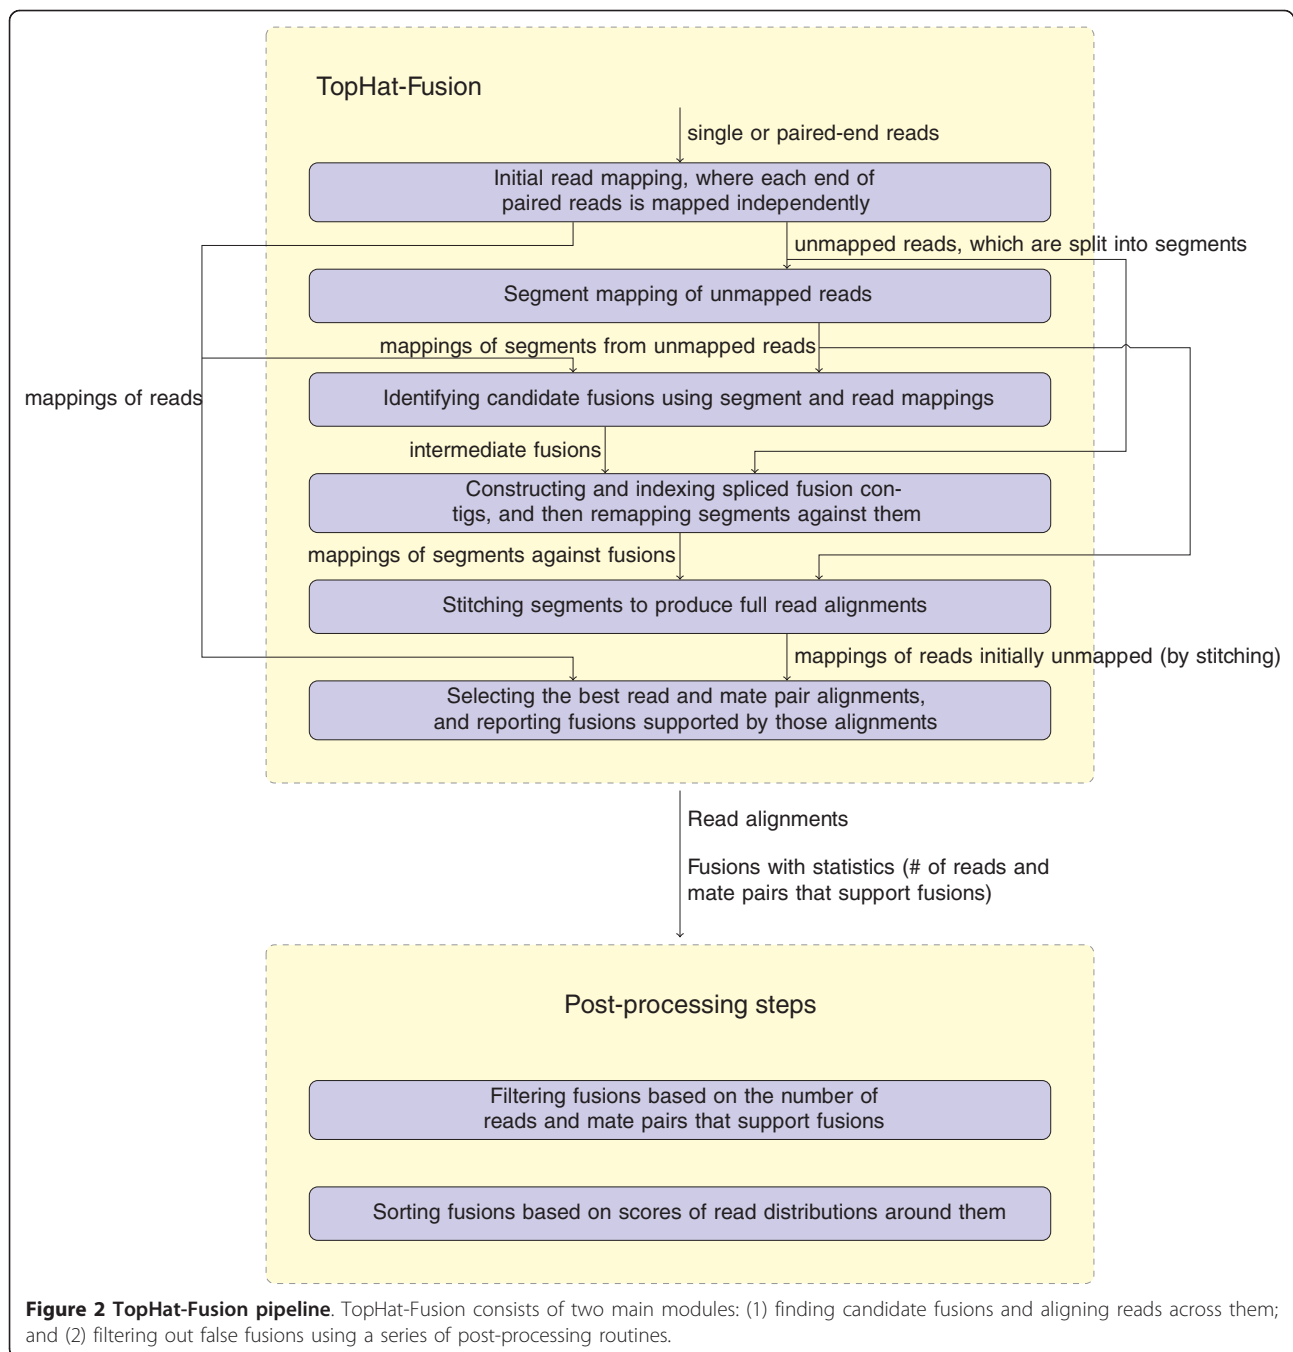 TopHat-Fusion
single or paired-end reads
Initial read mapping, where each end of
paired reads is mapped independently
unmapped reads, which are split into segments
Segment mapping of unmapped reads
mappings of segments from unmapped reads
mappings of reads
Identifying candidate fusions using segment and read mappings
intermediate fusions
Constructing and indexing spliced fusion con-
tigs, and then remapping segments against them
mappings of segments against fusions
Stitching segments to produce full read alignments
mappings of reads initially unmapped (by stitching)
Selecting the best read and mate pair alignments,
and reporting fusions supported by those alignments
Read alignments
Fusions with statistics (# of reads and
mate pairs that support fusions)
Post-processing steps
Filtering fusions based on the number of
reads and mate pairs that support fusions
Sorting fusions based on scores of read distributions around them
Figure 2 TopHat-Fusion pipeline. TopHat-Fusion consists of two main modules: (1) finding candidate fusions and aligning reads across them;
and (2) filtering out false fusions using a series of post-processing routines.